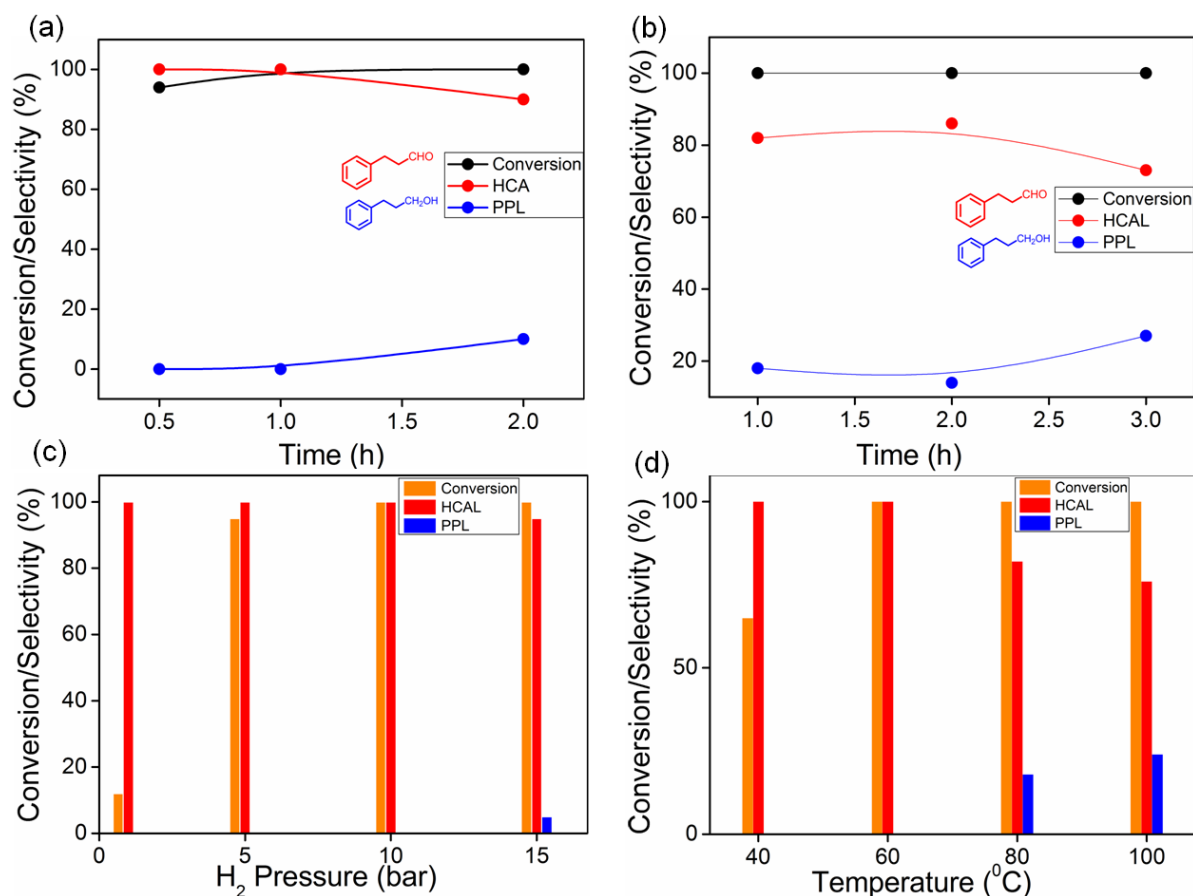 (a)
Conversion/Selectivity (%)
100
80
60
40
20
0
CHO
CH₂OH
Conversion
HCA
PPL
0.5
1.0
1.5
2.0
Time (h)
(b)
Conversion/Selectivity (%)
100
80
60
40
20
CHO
CH₂OH
Conversion
HCAL
PPL
1.0
1.5
2.0
2.5
3.0
Time (h)
(c)
Conversion/Selectivity (%)
100
80
60
40
20
0
Conversion
HCAL
PPL
0
5
10
15
H₂ Pressure (bar)
(d)
Conversion/Selectivity (%)
100
50
0
Conversion
HCAL
PPL
40
60
80
100
Temperature (⁰C)